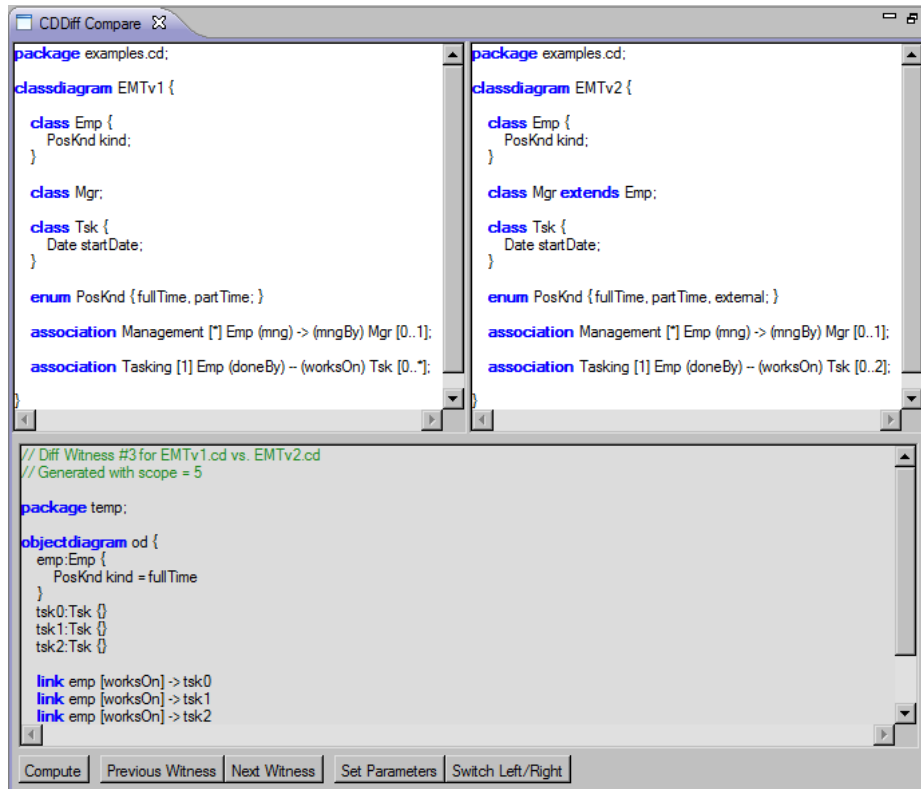 CDDiff Compare
package examples.cd;
classdiagram EMTv1 {
class Emp {
PosKnd kind;
}
class Mgr;
class Tsk {
Date startDate;
}
enum PosKnd {fullTime, partTime; }
association Management [*] Emp (mng) -> (mngBy) Mgr [0..1];
association Tasking [1] Emp (doneBy) -- (worksOn) Tsk [0..*];
}
package examples.cd;
classdiagram EMTv2 {
class Emp {
PosKnd kind;
}
class Mgr extends Emp;
class Tsk {
Date startDate;
}
enum PosKnd {fullTime, partTime, external; }
association Management [*] Emp (mng) -> (mngBy) Mgr [0..1];
association Tasking [1] Emp (doneBy) -- (worksOn) Tsk [0..2];
}
// Diff Witness #3 for EMTv1.cd vs. EMTv2.cd
// Generated with scope = 5
package temp;
objectdiagram od {
emp:Emp {
PosKnd kind = fullTime
}
tsk0:Tsk {}
tsk1:Tsk {}
tsk2:Tsk {}
link emp [worksOn] -> tsk0
link emp [worksOn] -> tsk1
link emp [worksOn] -> tsk2
Compute Previous Witness Next Witness Set Parameters Switch Left/Right